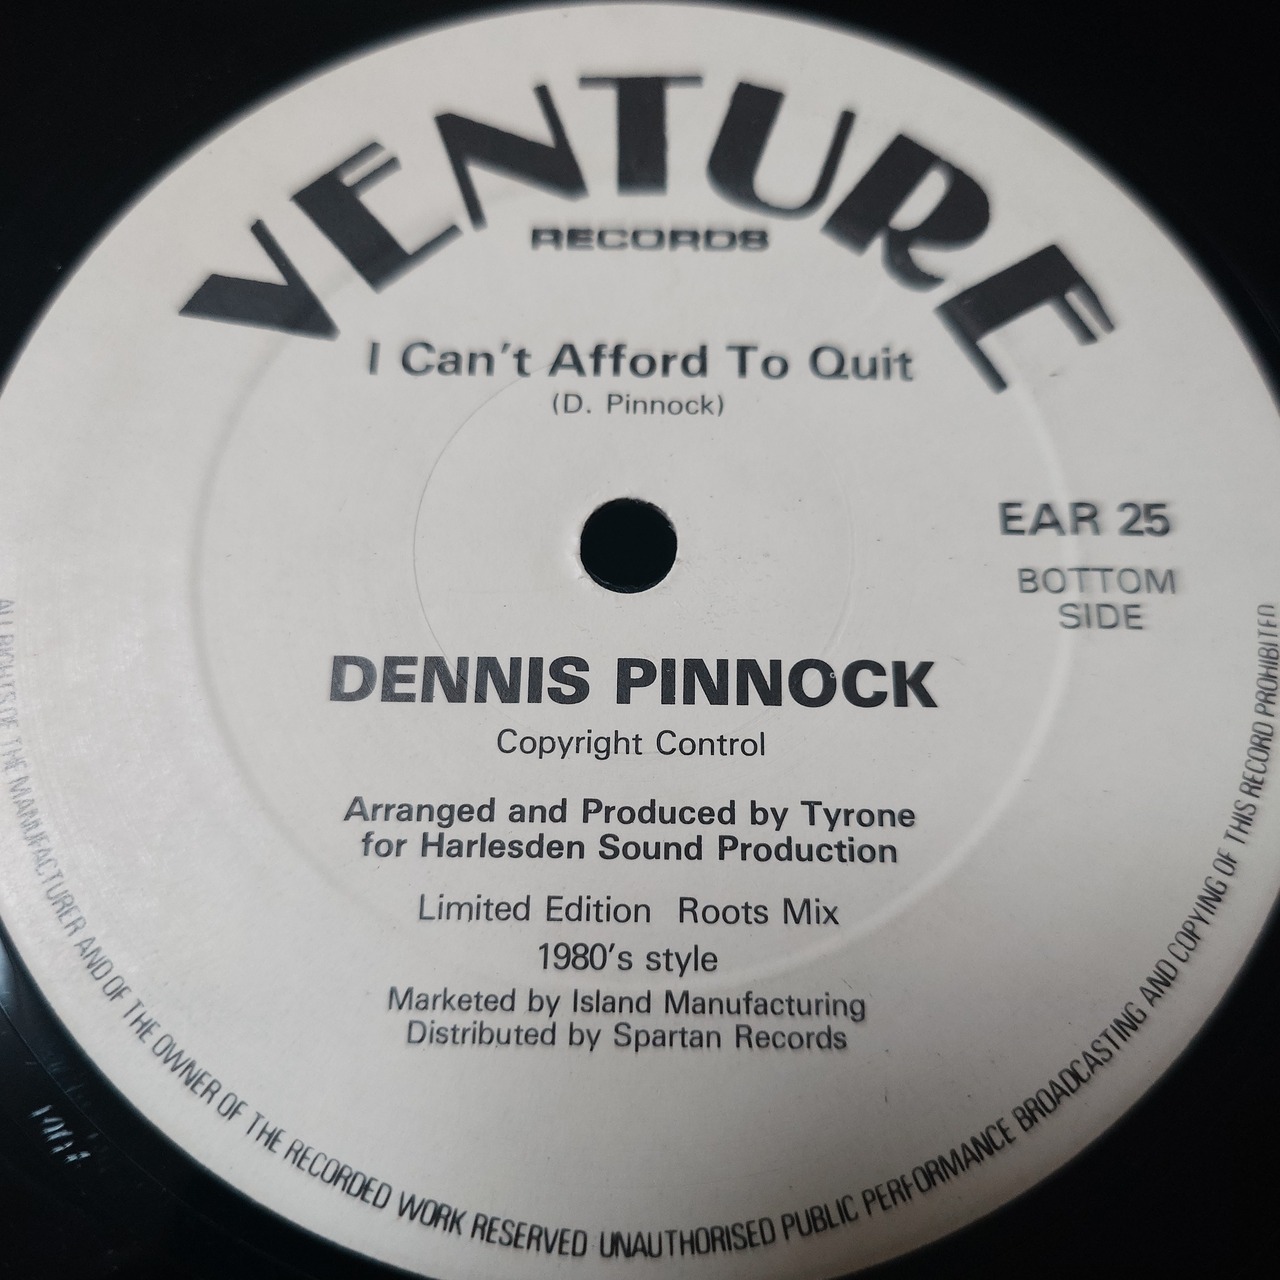 VENTURE
RECORDS
I Can't Afford To Quit
(D. Pinnock)
EAR 25
BOTTOM
SIDE
DENNIS PINNOCK
Copyright Control
Arranged and Produced by Tyrone
for Harlesden Sound Production
Limited Edition Roots Mix
1980's style
Marketed by Island Manufacturing
Distributed by Spartan Records
ALL RIGHTS OF THE MANUFACTURER AND OF THE OWNER OF THE RECORDED WORK RESERVED UNAUTHORISED PUBLIC PERFORMANCE BROADCASTING AND COPYING OF THIS RECORD PROHIBITED